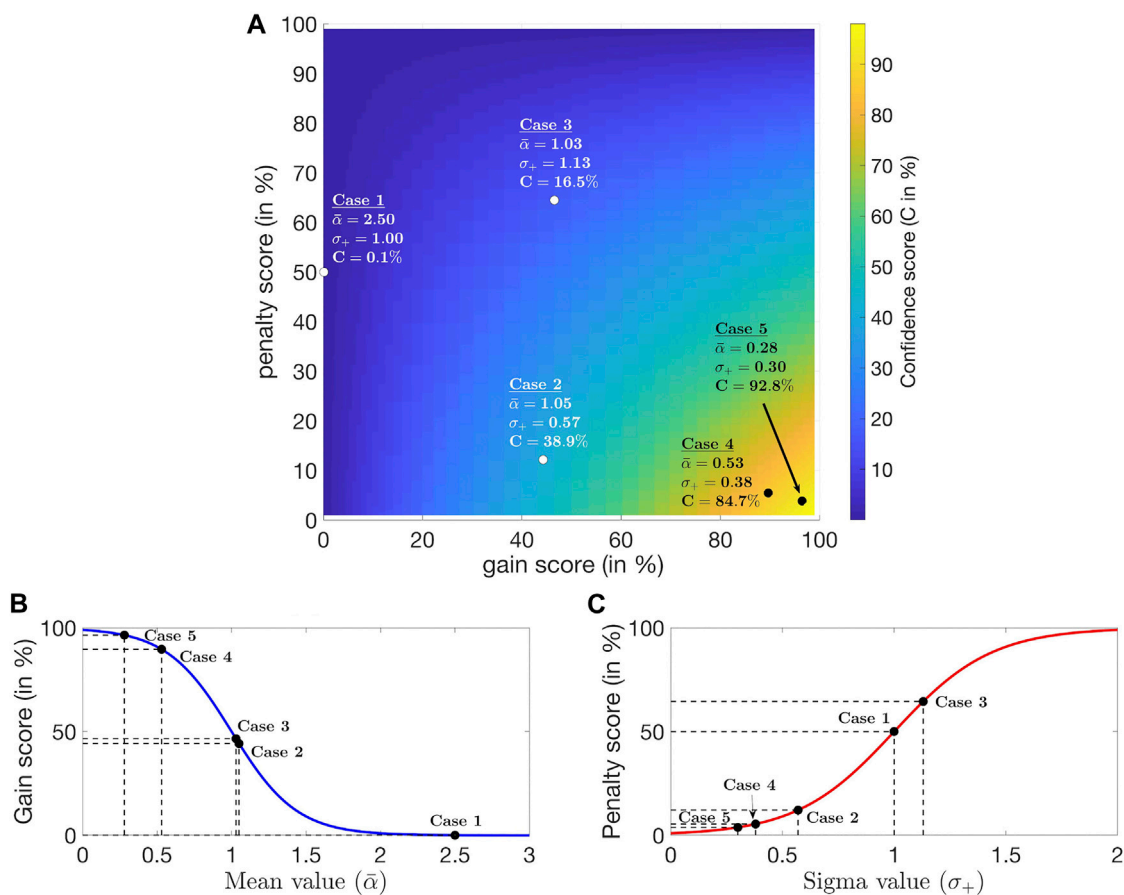 A
100
90
80
70
60
50
40
30
20
10
0
penalty score (in %)
0
20
40
60
80
100
gain score (in %)
Case 1
ᾱ = 2.50
σ₊ = 1.00
C = 0.1%
Case 3
ᾱ = 1.03
σ₊ = 1.13
C = 16.5%
Case 2
ᾱ = 1.05
σ₊ = 0.57
C = 38.9%
Case 5
ᾱ = 0.28
σ₊ = 0.30
C = 92.8%
Case 4
ᾱ = 0.53
σ₊ = 0.38
C = 84.7%
90
80
70
60
50
40
30
20
10
Confidence score (C in %)
B
100
50
0
Gain score (in %)
Case 5
Case 4
Case 3
Case 2
Case 1
0
0.5
1
1.5
2
2.5
3
Mean value (ᾱ)
C
100
50
0
Penalty score (in %)
Case 3
Case 1
Case 4
Case 5
Case 2
0
0.5
1
1.5
2
Sigma value (σ₊)